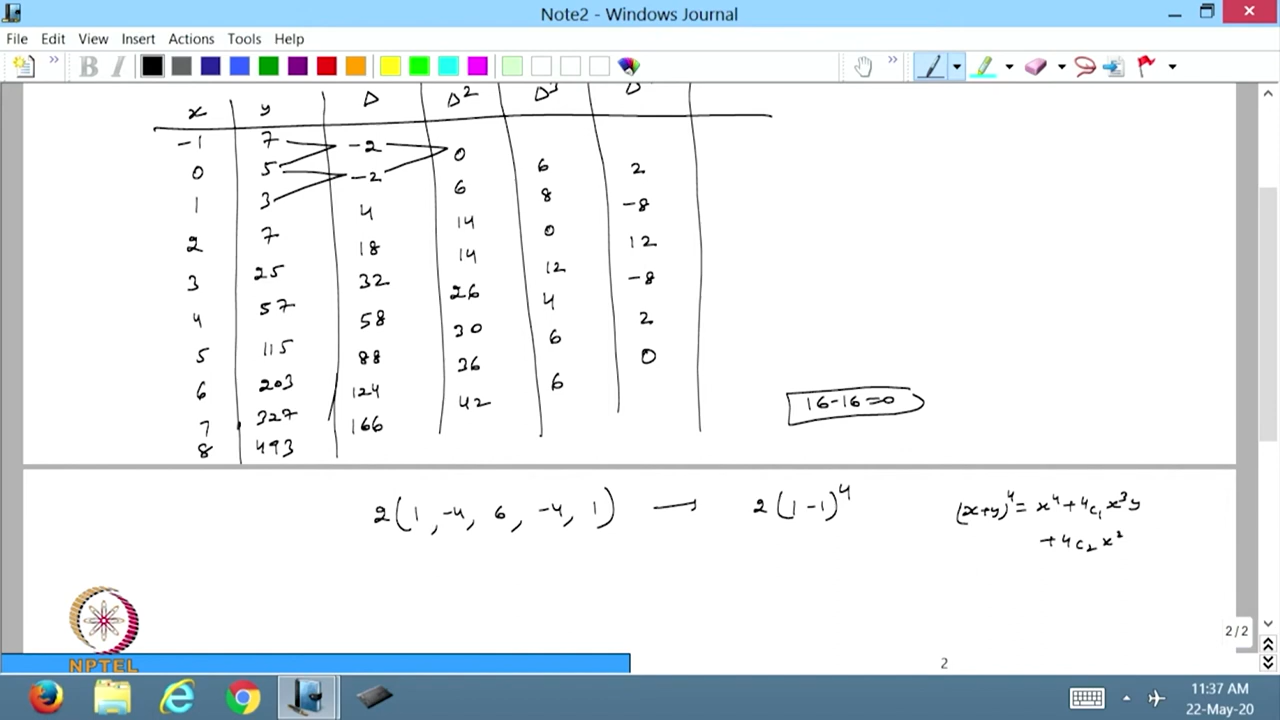 Note2 - Windows Journal
File Edit View Insert Actions Tools Help
x y Δ Δ2 Δ3
-1 7 -2 0 6 2
0 5 -2 6 8 -8
1 3 4 14 0 12
2 7 18 14 12 -8
3 25 32 26 4 2
4 57 58 30 6 0
5 115 88 36 6
6 203 124 42
7 327 166
8 493
16-16=0
2(1, -4, 6, -4, 1) → 2(1-1)^4
(x+y)^4 = x^4 + 4c1 x^3 y
+ 4c2 x^2
NPTEL
2/2
2
11:37 AM
22-May-20